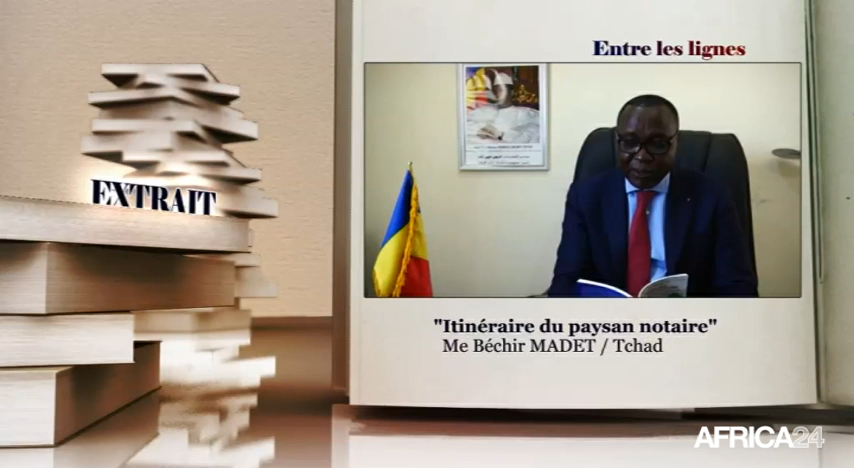 Entre les lignes
EXTRAIT
"Itinéraire du paysan notaire"
Me Béchir MADET / Tchad
AFRICA24